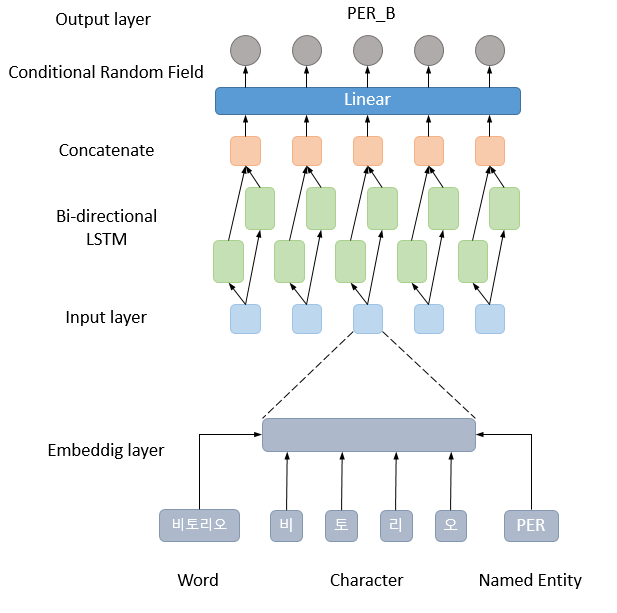 Output layer
PER_B
Conditional Random Field
Linear
Concatenate
Bi-directional
LSTM
Input layer
Embeddig layer
비토리오
비
토
리
오
PER
Word
Character
Named Entity